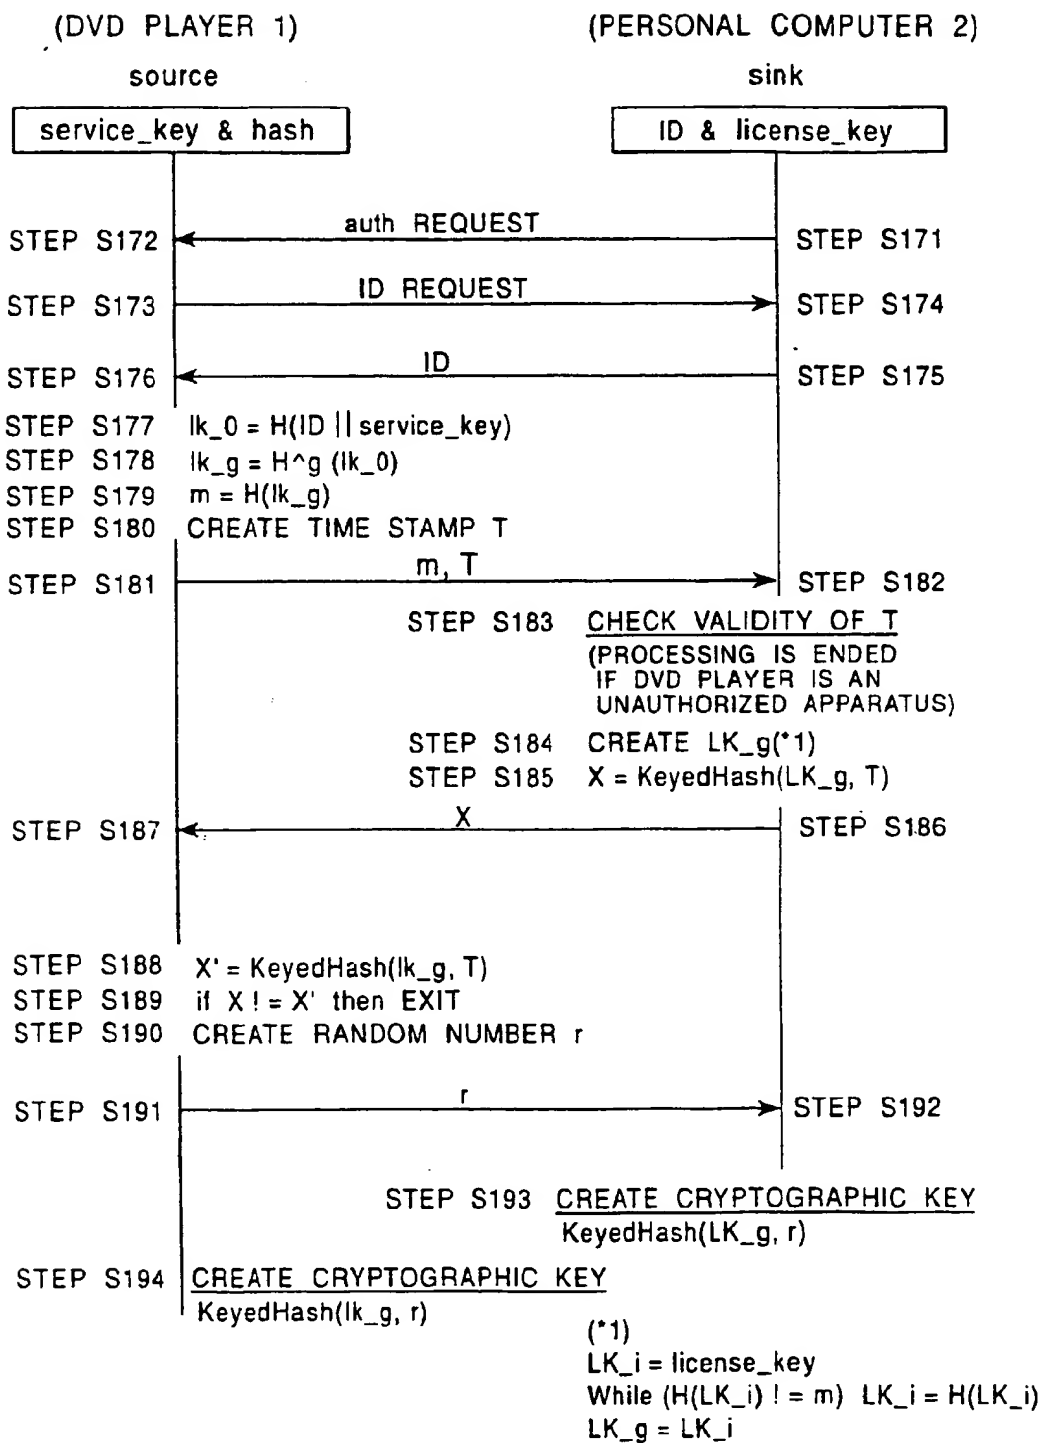 (DVD PLAYER 1) (PERSONAL COMPUTER 2)
source sink
service_key & hash ID & license_key
auth REQUEST
STEP S172 STEP S171
ID REQUEST
STEP S173 STEP S174
ID
STEP S176 STEP S175
STEP S177 lk_0 = H(ID || service_key)
STEP S178 lk_g = H^g (lk_0)
STEP S179 m = H(lk_g)
STEP S180 CREATE TIME STAMP T
m, T
STEP S181 STEP S182
STEP S183 CHECK VALIDITY OF T
(PROCESSING IS ENDED
IF DVD PLAYER IS AN
UNAUTHORIZED APPARATUS)
STEP S184 CREATE LK_g(*1)
STEP S185 X = KeyedHash(LK_g, T)
X
STEP S187 STEP S186
STEP S188 X' = KeyedHash(lk_g, T)
STEP S189 if X != X' then EXIT
STEP S190 CREATE RANDOM NUMBER r
r
STEP S191 STEP S192
STEP S193 CREATE CRYPTOGRAPHIC KEY
KeyedHash(LK_g, r)
STEP S194 CREATE CRYPTOGRAPHIC KEY
KeyedHash(lk_g, r)
(*1)
LK_i = license_key
While (H(LK_i) != m) LK_i = H(LK_i)
LK_g = LK_i